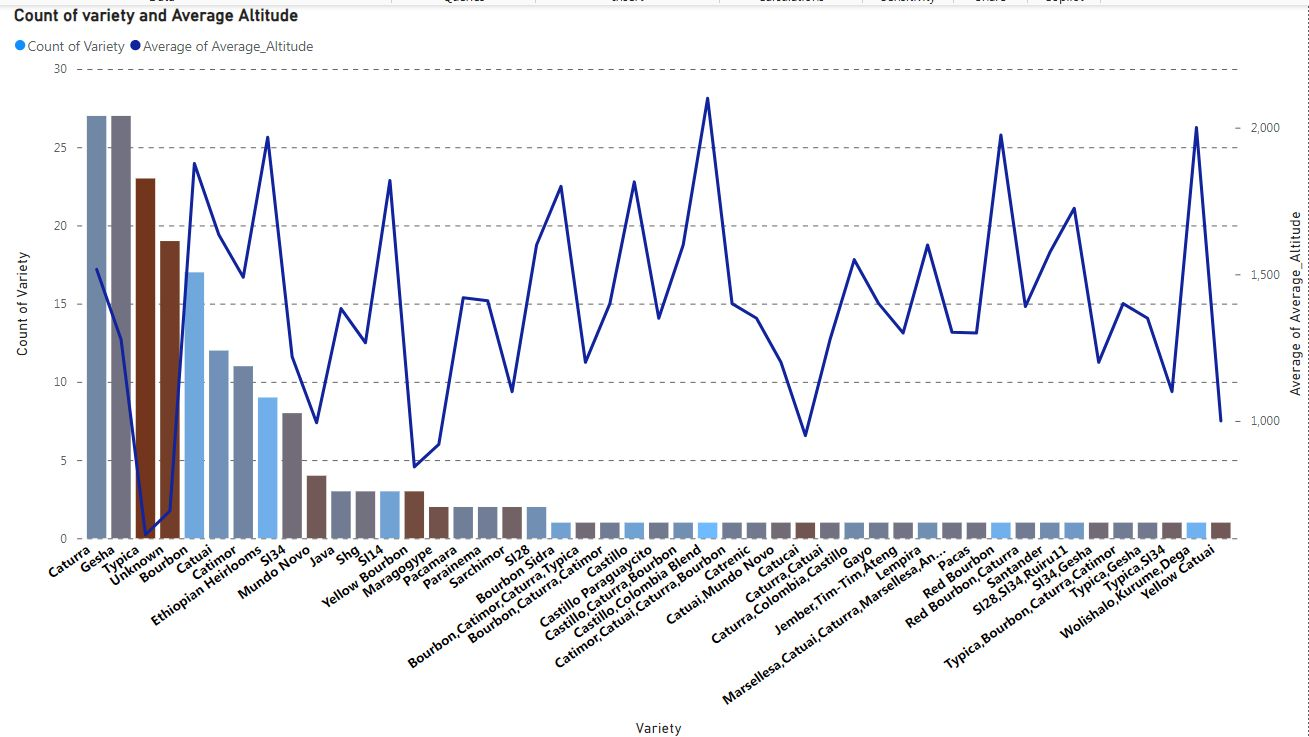 Count of variety and Average Altitude
Count of Variety
Average of Average_Altitude
30
25
20
15
10
5
0
Count of Variety
2,000
1,500
1,000
Average of Average_Altitude
Caturra
Gesha
Typica
Unknown
Bourbon
Catuai
Catimor
Ethiopian Heirlooms
Sl34
Mundo Novo
Java
Shg
Sl14
Yellow Bourbon
Maragogype
Pacamara
Parainema
Sarchimor
Sl28
Bourbon Sidra
Bourbon,Catimor,Caturra,Typica
Bourbon,Caturra,Catimor
Castillo
Castillo Paraguaycito
Castillo,Caturra,Bourbon
Castillo,Colombia Blend
Catimor,Catuai,Caturra,Bourbon
Catrenic
Catuai,Mundo Novo
Catucai
Caturra,Catuai
Caturra,Colombia,Castillo
Gayo
Jember,Tim-Tim,Ateng
Lempira
Marsellesa,Catuai,Caturra,Marsellesa,An...
Pacas
Red Bourbon
Red Bourbon,Caturra
Santander
Sl28,Sl34,Ruiru11
Sl34,Gesha
Typica,Bourbon,Caturra,Catimor
Typica,Gesha
Typica,Sl34
Wolishalo,Kurume,Dega
Yellow Catuai
Variety